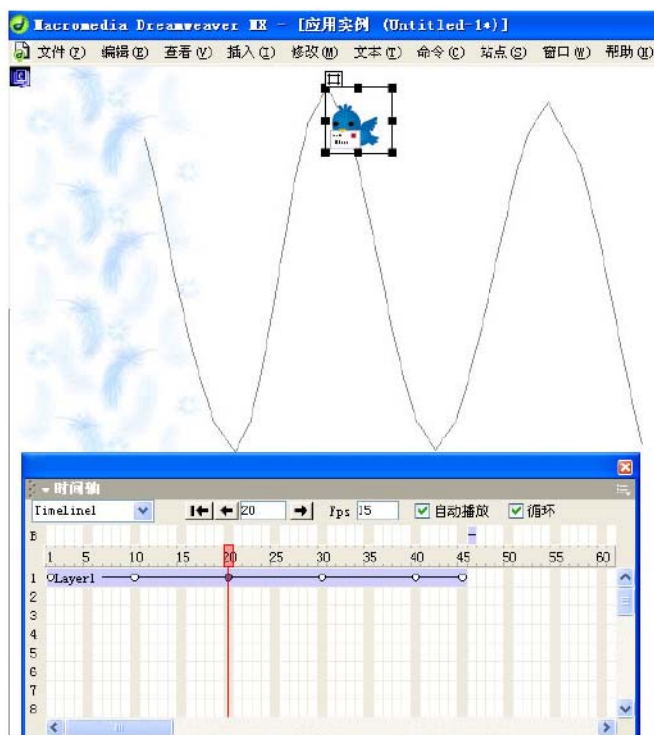 Macromedia Dreamweaver MX - [应用实例 (Untitled-1*)]
文件(F) 编辑(E) 查看(V) 插入(I) 修改(M) 文本(T) 命令(C) 站点(S) 窗口(W) 帮助(H)
时间轴
Timeline1 20 Fps 15 自动播放 循环
B
1 5 10 15 20 25 30 35 40 45 50 55 60
1 Layer1
2
3
4
5
6
7
8